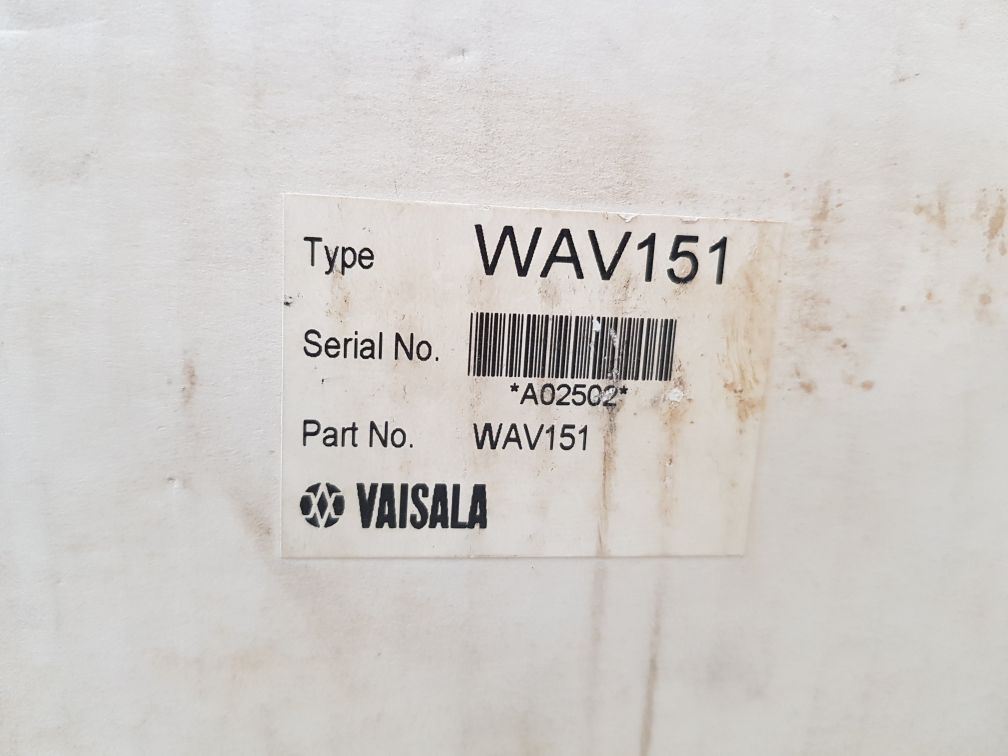 Type WAV151
Serial No.
*A02502*
Part No. WAV151
VAISALA